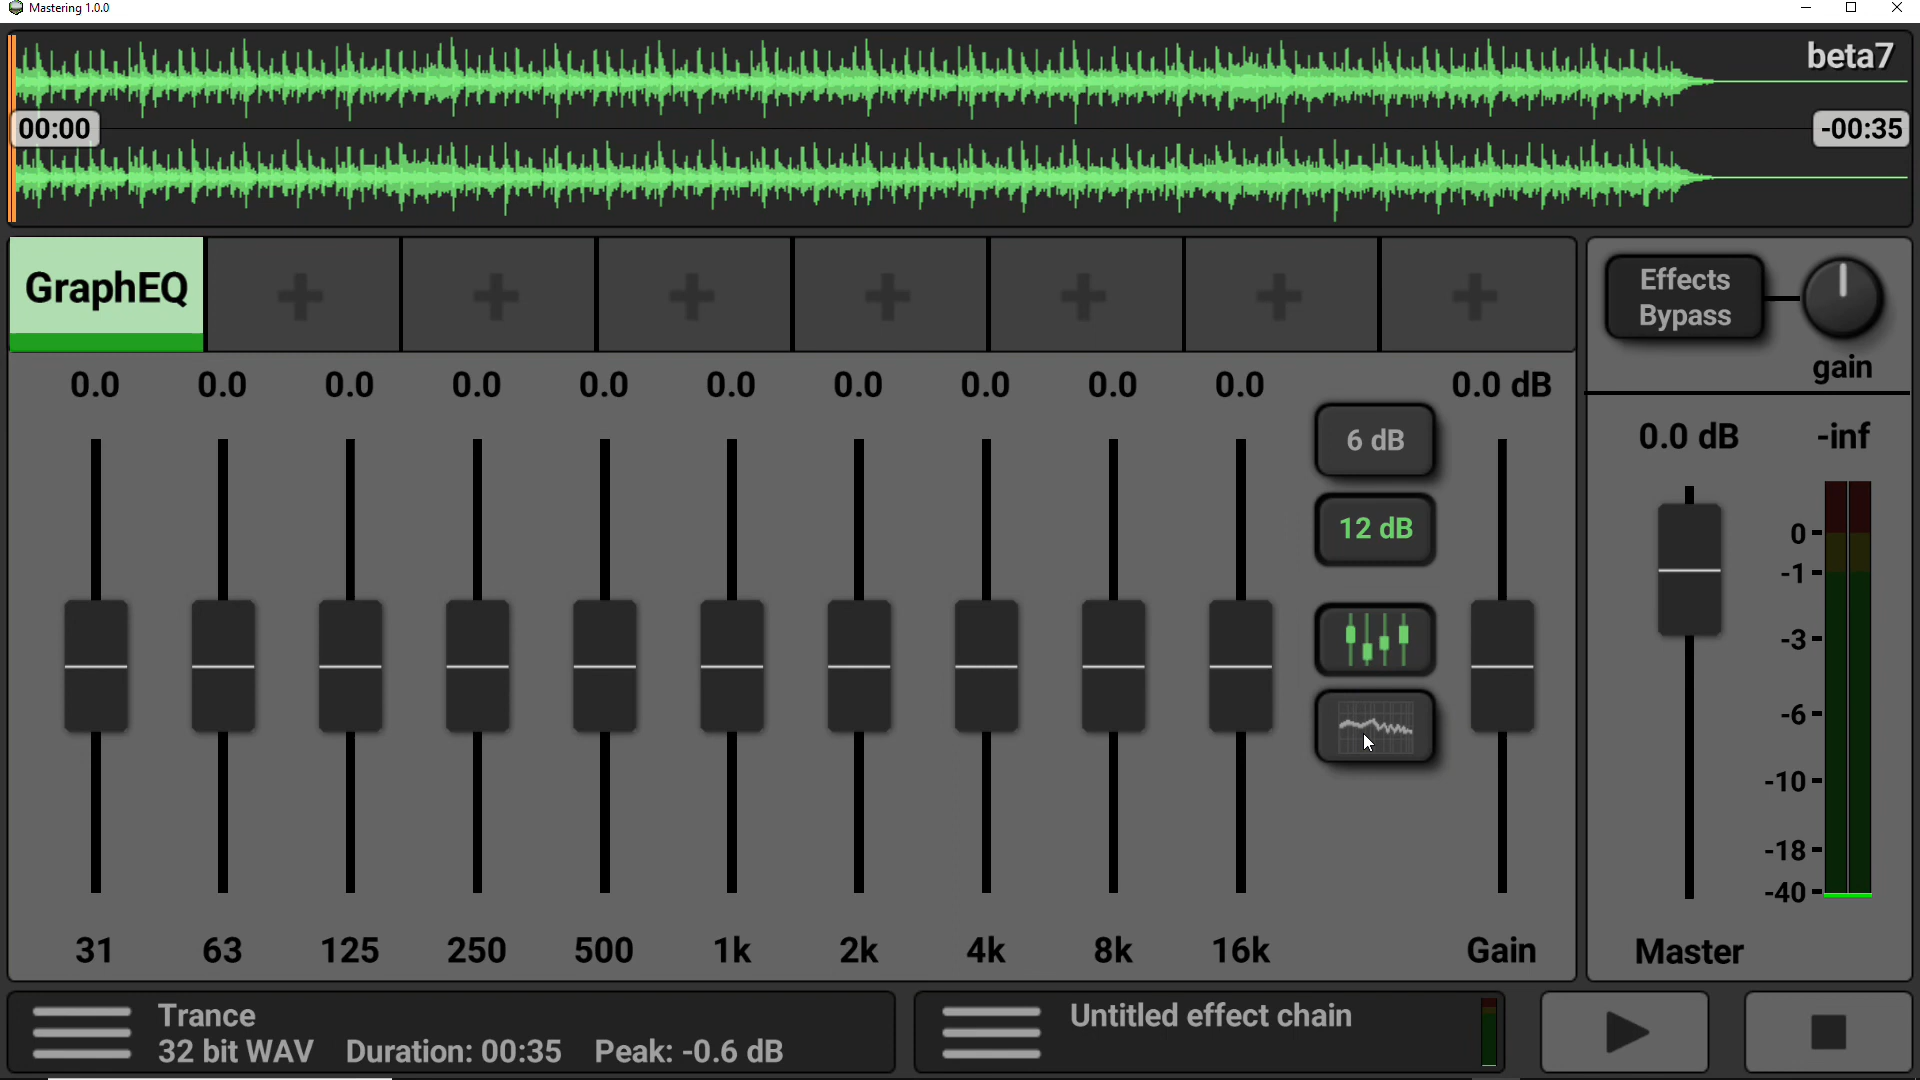 Mastering 1.0.0
beta7
00:00
-00:35
GraphEQ
Effects
Bypass
gain
0.0 0.0 0.0 0.0 0.0 0.0 0.0 0.0 0.0 0.0 0.0 dB
6 dB
12 dB
0.0 dB -inf
0
-1
-3
-6
-10
-18
-40
31 63 125 250 500 1k 2k 4k 8k 16k Gain
Master
Trance
32 bit WAV Duration: 00:35 Peak: -0.6 dB
Untitled effect chain